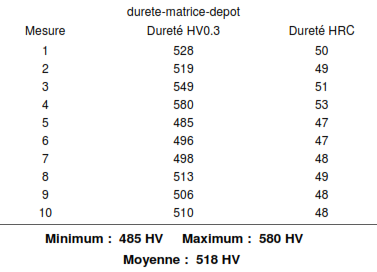 durete-matrice-depot
Mesure Dureté HV0.3 Dureté HRC
1 528 50
2 519 49
3 549 51
4 580 53
5 485 47
6 496 47
7 498 48
8 513 49
9 506 48
10 510 48
Minimum : 485 HV Maximum : 580 HV
Moyenne : 518 HV